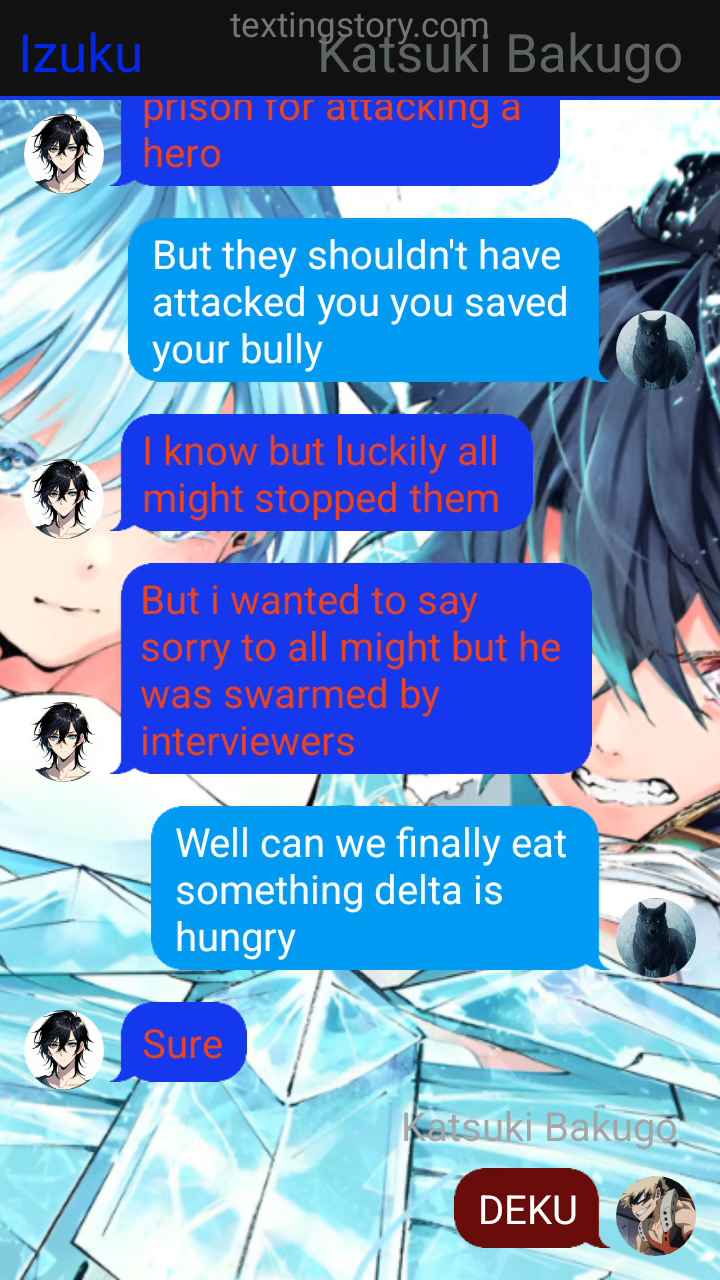 textingstory.com
Izuku
Katsuki Bakugo
prison for attacking a
hero
But they shouldn't have
attacked you you saved
your bully
I know but luckily all
might stopped them
But i wanted to say
sorry to all might but he
was swarmed by
interviewers
Well can we finally eat
something delta is
hungry
Sure
Katsuki Bakugo
DEKU